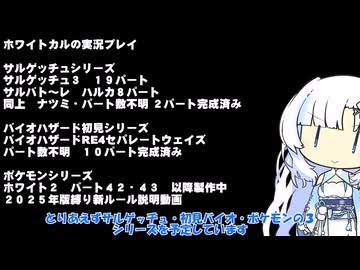 ホワイトカルの実況プレイ
サルゲッチュシリーズ
サルゲッチュ３　１９パート
サルバト～レ　ハルカ８パート
同上　ナツミ・パート数不明 ２パート完成済み
バイオハザード初見シリーズ
バイオハザードRE4セパレートウェイズ
パート数不明　１０パート完成済み
ポケモンシリーズ
ホワイト２　パート４２・４３　以降製作中
２０２５年版縛り新ルール説明動画
とりあえずサルゲッチュ・初見バイオ・ポケモンの３
シリーズを予定しています